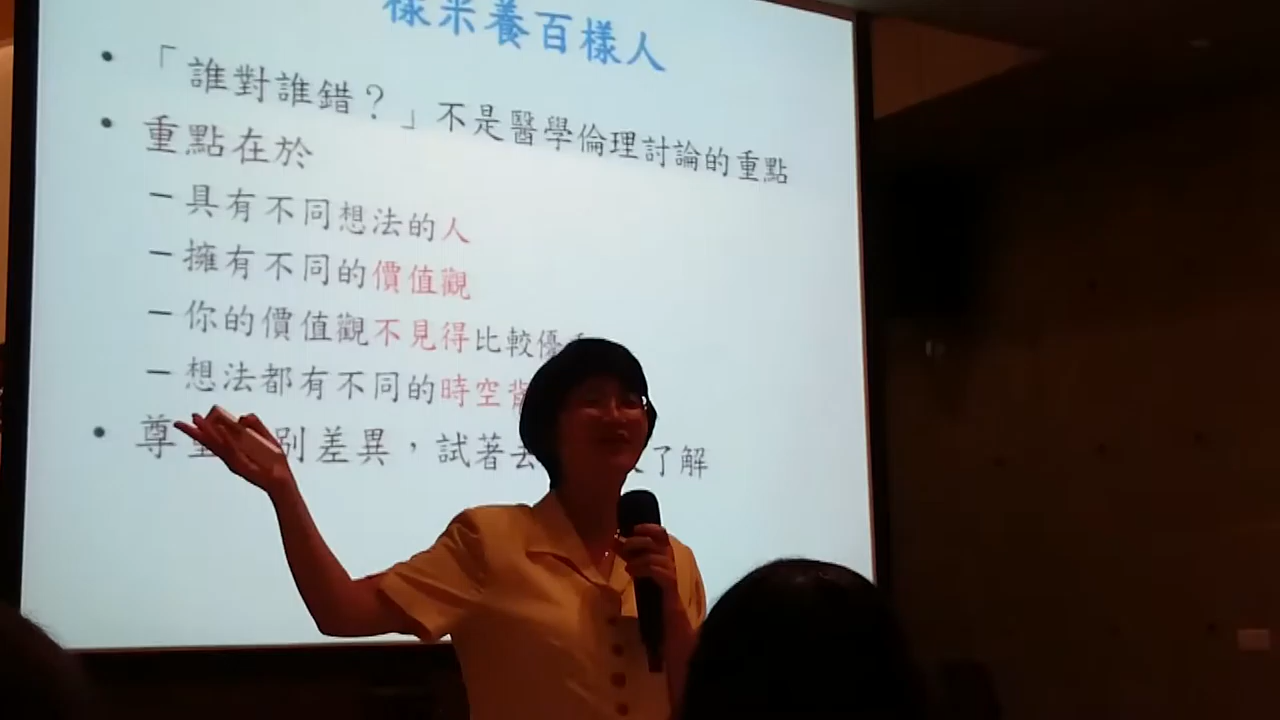 樣米養百樣人
「誰對誰錯？」不是醫學倫理討論的重點
重點在於
具有不同想法的人
擁有不同的價值觀
你的價值觀不見得比較優
想法都有不同的時空背
尊重 別差異，試著去 了解